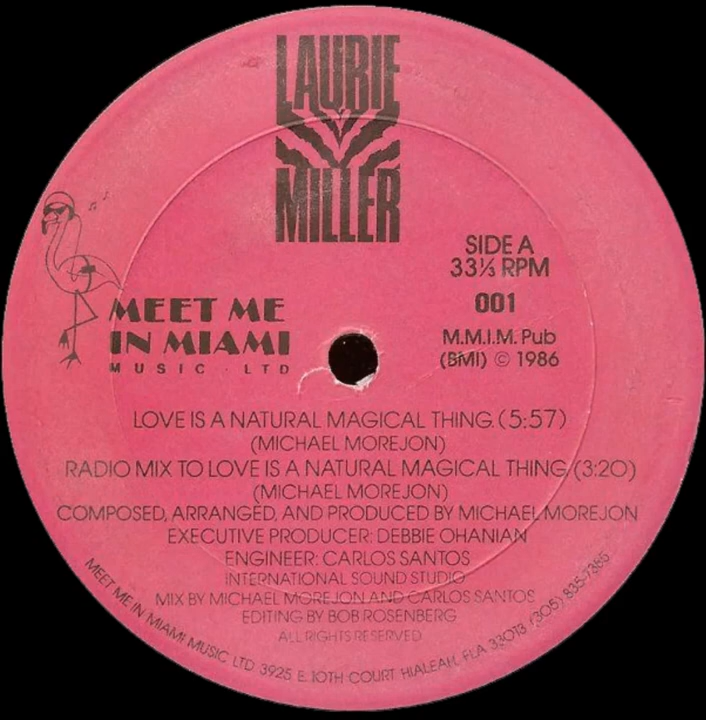 LAURIE
MILLER
SIDE A
33⅓ RPM
001
MEET ME
IN MIAMI
MUSIC · LTD
M.M.I.M. Pub
(BMI) © 1986
LOVE IS A NATURAL MAGICAL THING. (5:57)
(MICHAEL MOREJON)
RADIO MIX TO LOVE IS A NATURAL MAGICAL THING (3:20)
(MICHAEL MOREJON)
COMPOSED, ARRANGED, AND PRODUCED BY MICHAEL MOREJON
EXECUTIVE PRODUCER: DEBBIE OHANIAN
ENGINEER: CARLOS SANTOS
INTERNATIONAL SOUND STUDIO
MIX BY MICHAEL MOREJON AND CARLOS SANTOS
EDITING BY BOB ROSENBERG
ALL RIGHTS RESERVED
MEET ME IN MIAMI MUSIC LTD 3925 E. 10TH COURT HIALEAH, FLA 33013 (305) 835-7355